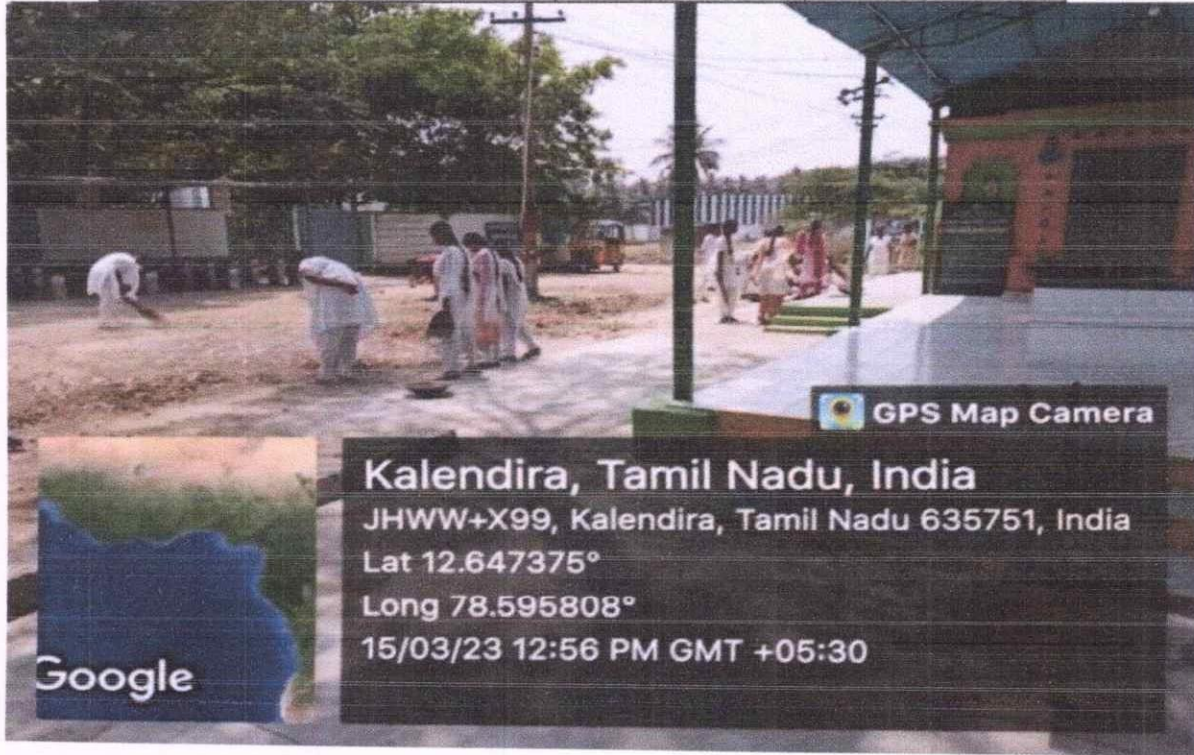 GPS Map Camera
Kalendira, Tamil Nadu, India
JHWW+X99, Kalendira, Tamil Nadu 635751, India
Lat 12.647375°
Long 78.595808°
15/03/23 12:56 PM GMT +05:30
Google